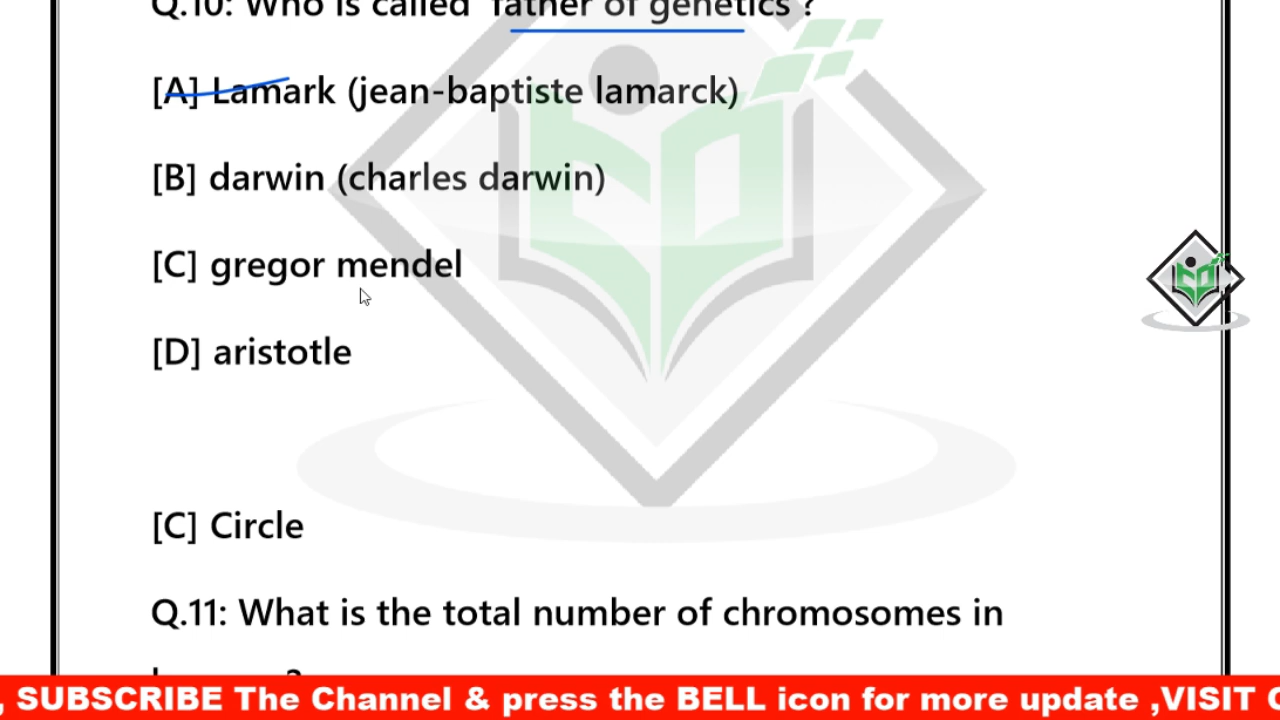 Q.10: Who is called 'father of genetics'?
[A] Lamark (jean-baptiste lamarck)
[B] darwin (charles darwin)
[C] gregor mendel
[D] aristotle
[C] Circle
Q.11: What is the total number of chromosomes in
, SUBSCRIBE The Channel & press the BELL icon for more update ,VISIT